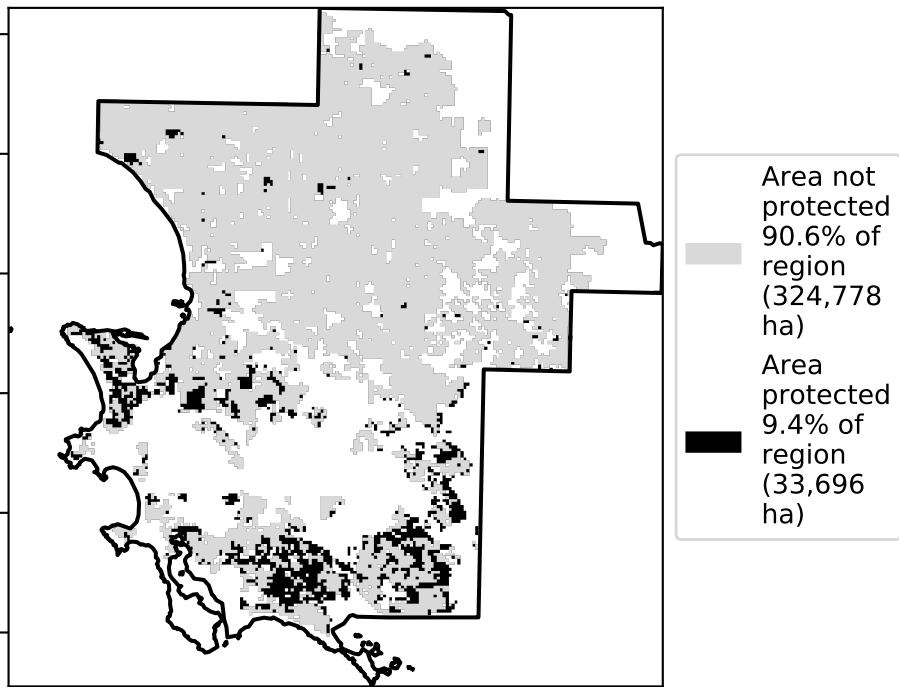 Area not
protected
90.6% of
region
(324,778
ha)
Area
protected
9.4% of
region
(33,696
ha)